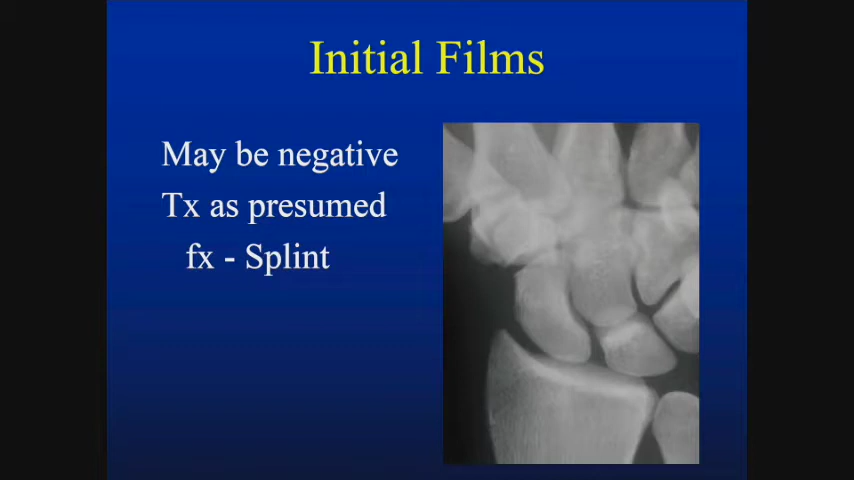 Initial Films
May be negative
Tx as presumed
fx - Splint